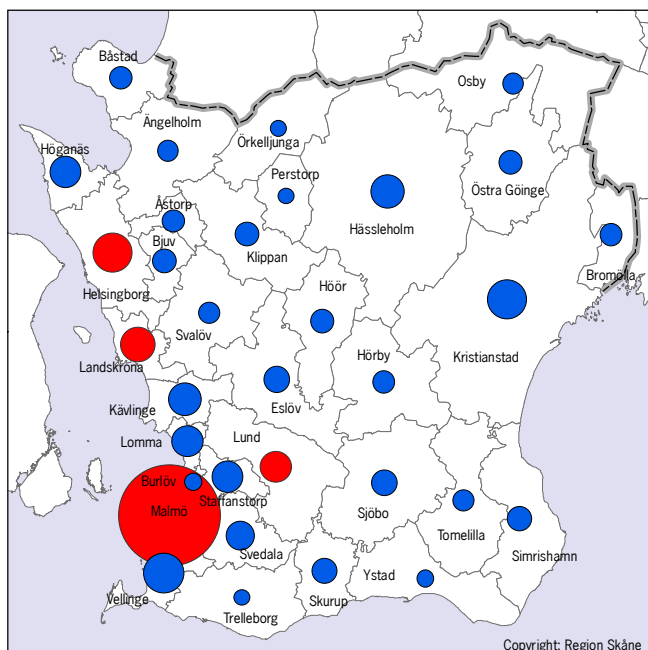 Båstad
Osby
Ängelholm
Örkelljunga
Höganäs
Perstorp
Östra Göinge
Åstorp
Hässleholm
Bjuv
Klippan
Bromölla
Höör
Helsingborg
Svalöv
Kristianstad
Hörby
Landskrona
Eslöv
Kävlinge
Lomma
Lund
Burlöv
Staffanstorp
Malmö
Sjöbo
Tomelilla
Simrishamn
Svedala
Ystad
Vellinge
Skurup
Trelleborg
Copyright: Region Skåne